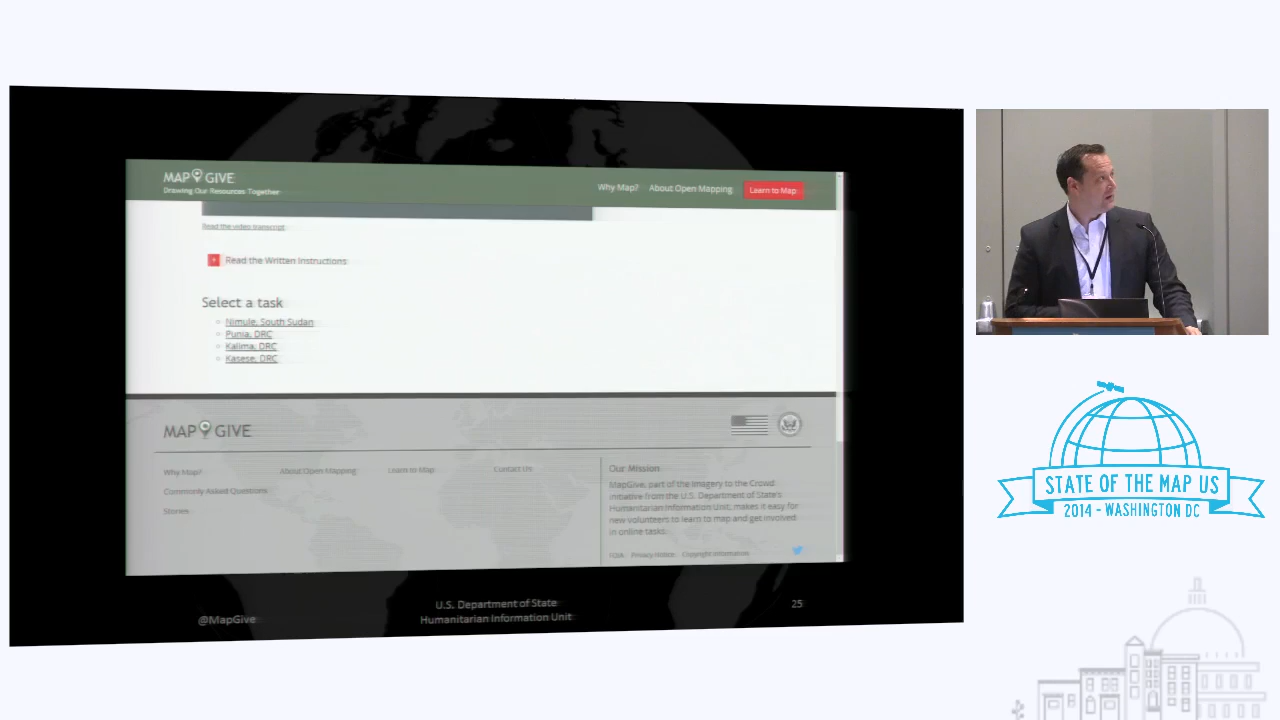 MAP GIVE
Drawing Our Resources Together
Why Map? About Open Mapping Learn to Map
Read the video transcript
Read the Written Instructions
Select a task
Nimule, South Sudan
Punia, DRC
Kalima, DRC
Kasese, DRC
MAP GIVE
Why Map? About Open Mapping Learn to Map Contact Us
Commonly Asked Questions
Stories
Our Mission
MapGive, part of the Imagery to the Crowd
initiative from the U.S. Department of State's
Humanitarian Information Unit, makes it easy for
new volunteers to learn to map and get involved
in online tasks.
FOIA Privacy Notice Copyright Information
@MapGive
U.S. Department of State
Humanitarian Information Unit
25
STATE OF THE MAP US
2014 - WASHINGTON DC